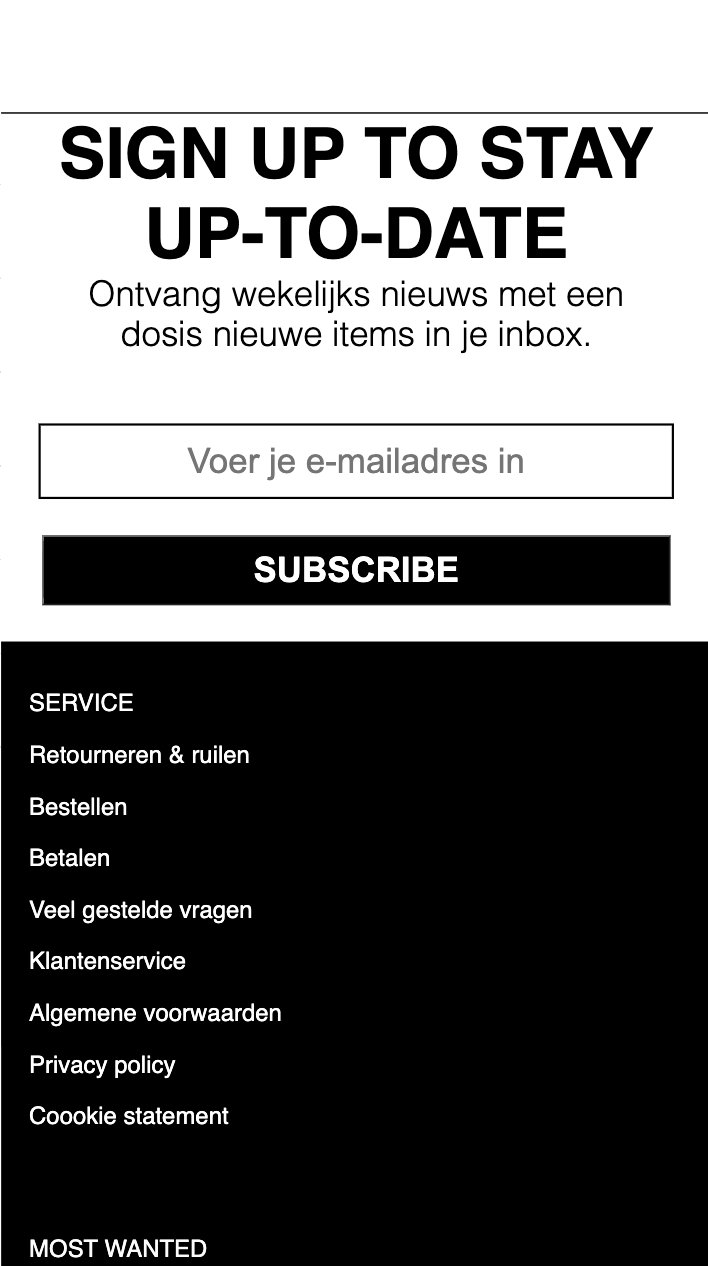 SIGN UP TO STAY
UP-TO-DATE
Ontvang wekelijks nieuws met een
dosis nieuwe items in je inbox.
Voer je e-mailadres in
SUBSCRIBE
SERVICE
Retourneren & ruilen
Bestellen
Betalen
Veel gestelde vragen
Klantenservice
Algemene voorwaarden
Privacy policy
Coookie statement
MOST WANTED